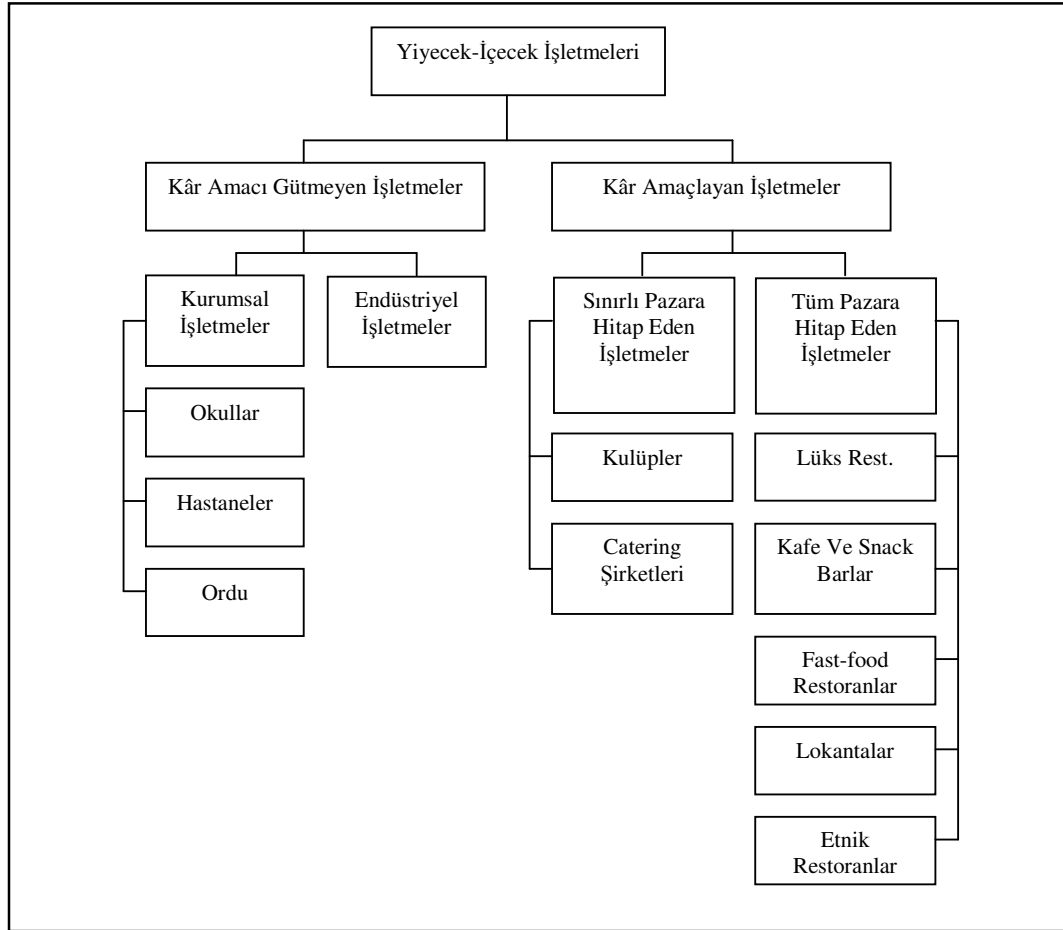 Yiyecek-İçecek İşletmeleri
Kâr Amacı Gütmeyen İşletmeler
Kâr Amaçlayan İşletmeler
Kurumsal
İşletmeler
Endüstriyel
İşletmeler
Sınırlı Pazara
Hitap Eden
İşletmeler
Tüm Pazara
Hitap Eden
İşletmeler
Okullar
Kulüpler
Lüks Rest.
Hastaneler
Catering
Şirketleri
Kafe Ve Snack
Barlar
Ordu
Fast-food
Restoranlar
Lokantalar
Etnik
Restoranlar